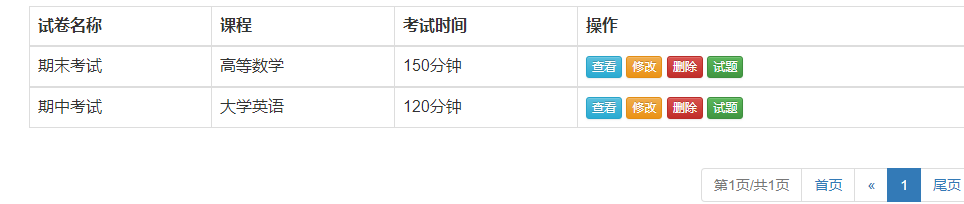 试卷名称 课程 考试时间 操作
期末考试 高等数学 150分钟 查看 修改 删除 试题
期中考试 大学英语 120分钟 查看 修改 删除 试题
第1页/共1页 首页 « 1 尾页